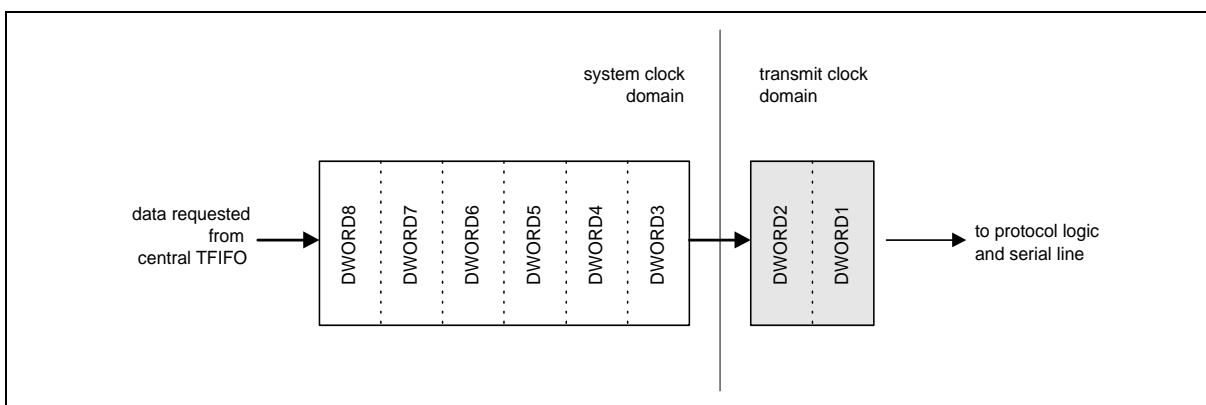 system clock
domain
transmit clock
domain
data requested
from
central TFIFO
DWORD8
DWORD7
DWORD6
DWORD5
DWORD4
DWORD3
DWORD2
DWORD1
to protocol logic
and serial line